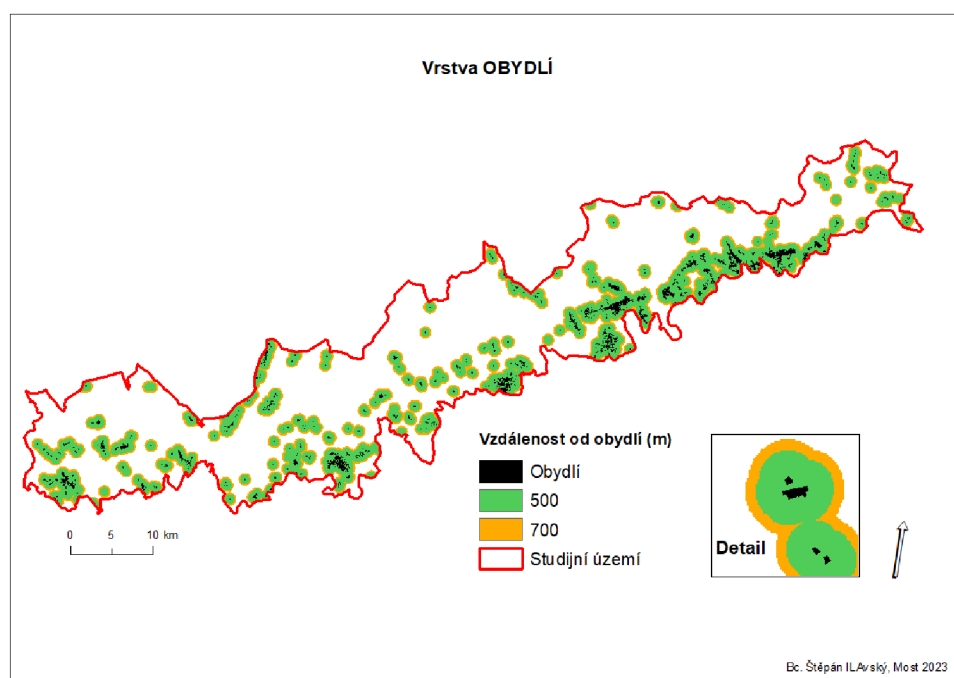 Vrstva OBYDLÍ
Vzdálenost od obydlí (m)
Obydlí
500
700
Studijní území
0 5 10 km
Detail
Bc. Štěpán ILAvský, Most 2023